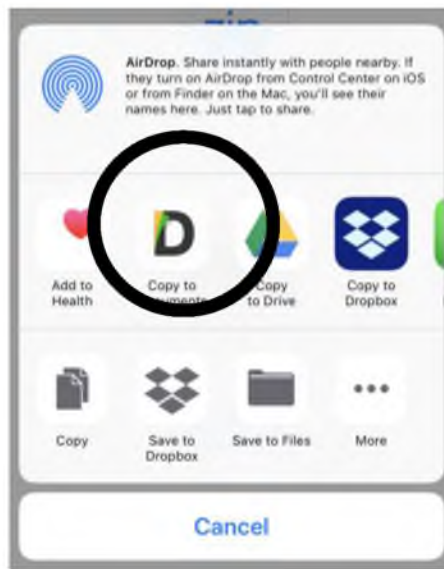 zip
AirDrop. Share instantly with people nearby. If
they turn on AirDrop from Control Center on iOS
or from Finder on the Mac, you'll see their
names here. Just tap to share.
Add to
Health
Copy to
Copy
to Drive
Copy to
Dropbox
Copy
Save to
Dropbox
Save to Files
More
Cancel